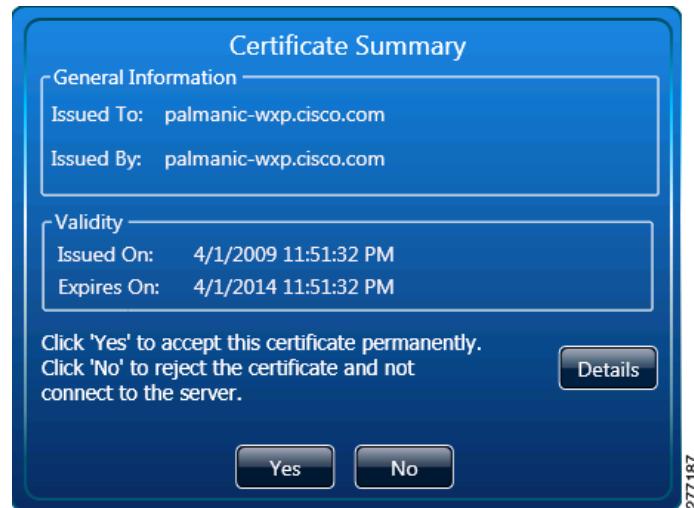 Certificate Summary
General Information
Issued To: palmanic-wxp.cisco.com
Issued By: palmanic-wxp.cisco.com
Validity
Issued On: 4/1/2009 11:51:32 PM
Expires On: 4/1/2014 11:51:32 PM
Click 'Yes' to accept this certificate permanently.
Click 'No' to reject the certificate and not
connect to the server.
Details
Yes No
277187